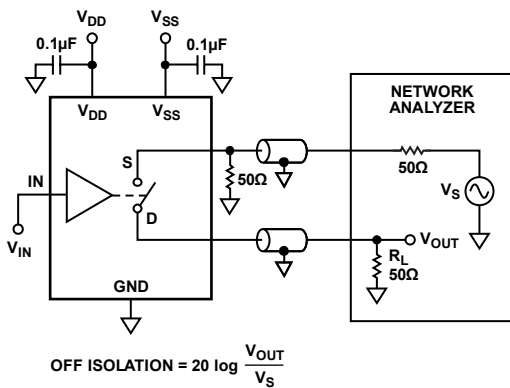 V_DD
V_SS
0.1µF
0.1µF
V_DD
V_SS
NETWORK
ANALYZER
S
50Ω
50Ω
V_S
IN
D
V_IN
V_OUT
R_L
50Ω
GND
OFF ISOLATION = 20 log V_OUT / V_S